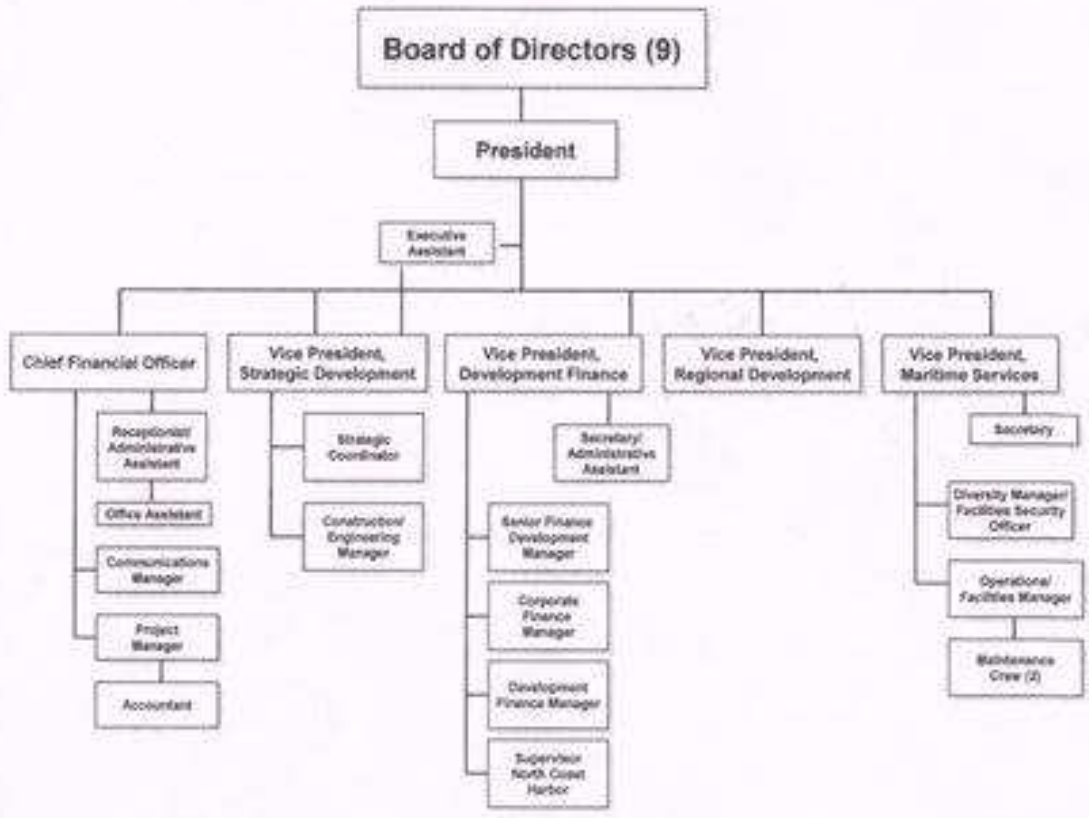 Board of Directors (9)
President
Executive
Assistant
Chief Financial Officer
Vice President,
Strategic Development
Vice President,
Development Finance
Vice President,
Regional Development
Vice President,
Maritime Services
Receptionist/
Administrative
Assistant
Office Assistant
Communications
Manager
Project
Manager
Accountant
Strategic
Coordinator
Construction/
Engineering
Manager
Secretary/
Administrative
Assistant
Senior Finance
Development
Manager
Corporate
Finance
Manager
Development
Finance Manager
Supervisor
North Coast
Harbor
Secretary
Diversity Manager/
Facilities Security
Officer
Operations/
Facilities Manager
Maintenance
Crew (2)